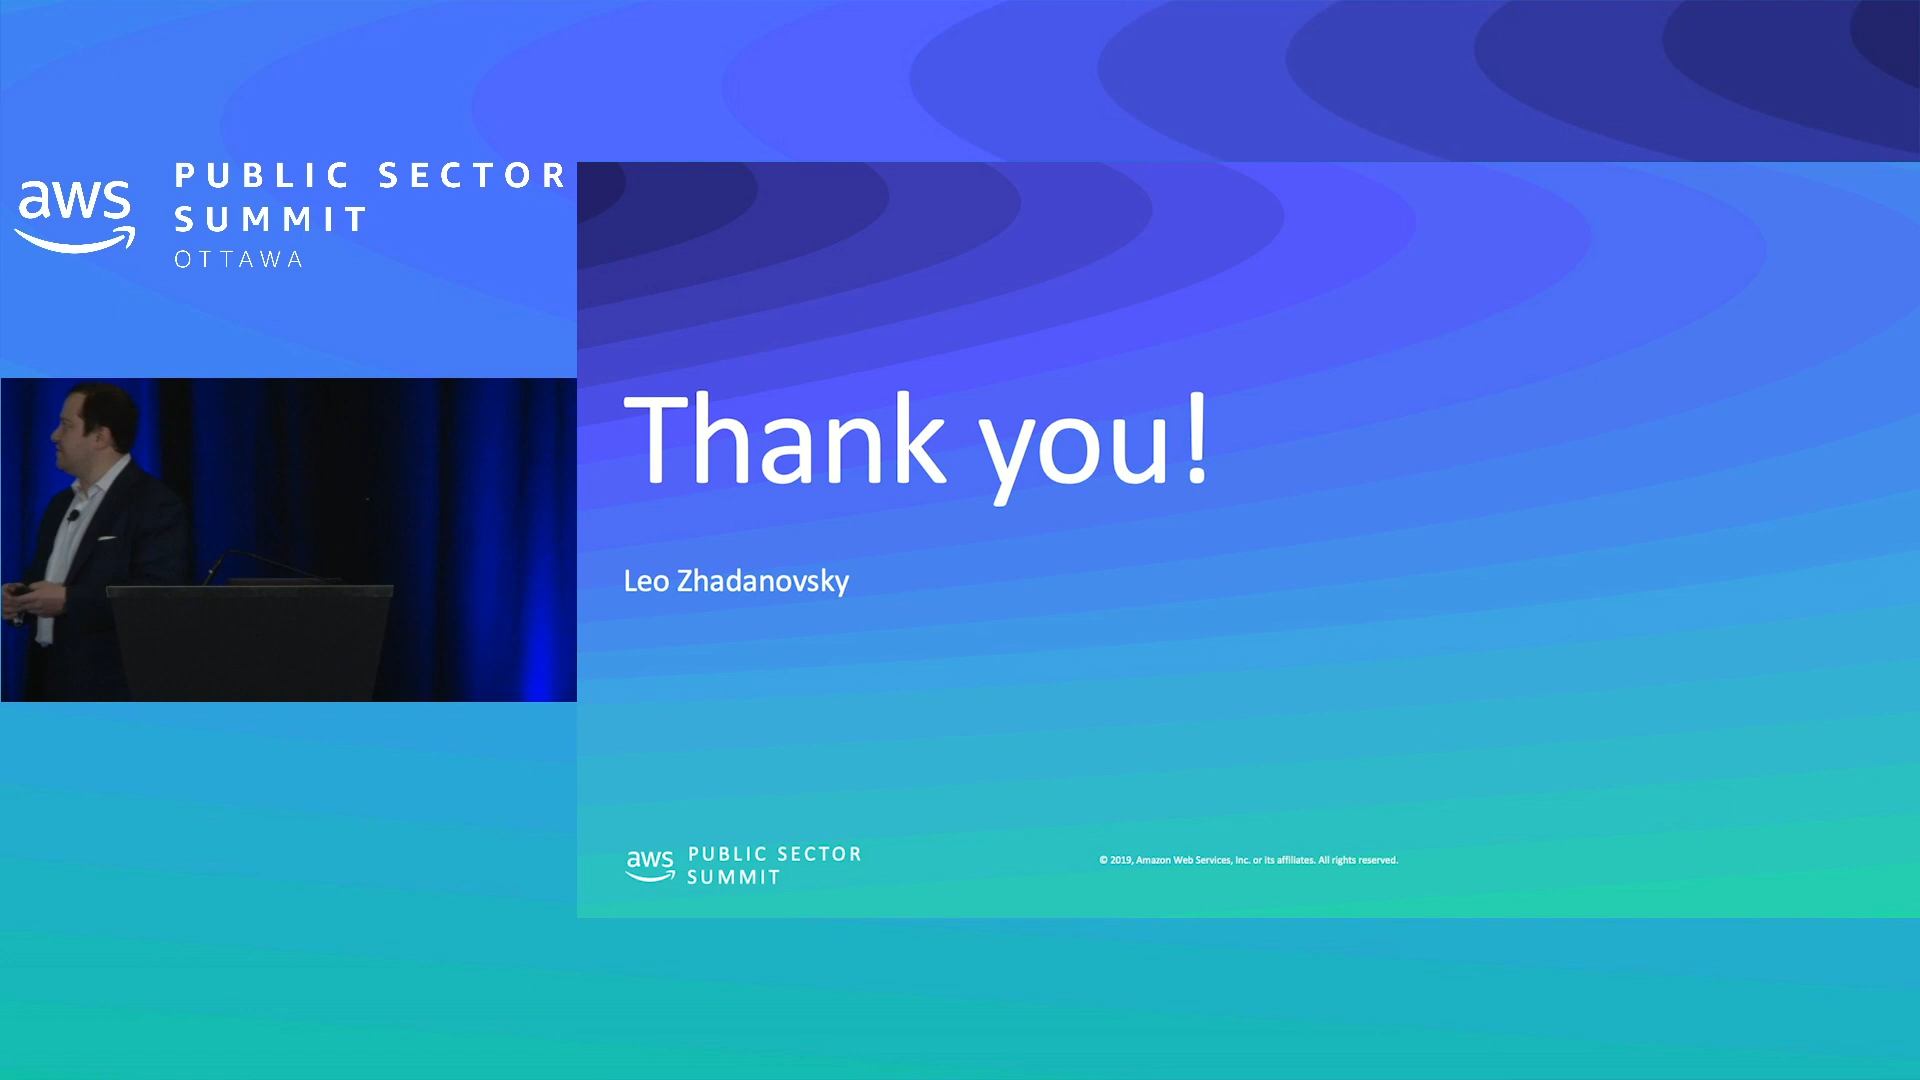 aws
PUBLIC SECTOR
SUMMIT
OTTAWA
Thank you!
Leo Zhadanovsky
aws
PUBLIC SECTOR
SUMMIT
© 2019, Amazon Web Services, Inc. or its affiliates. All rights reserved.